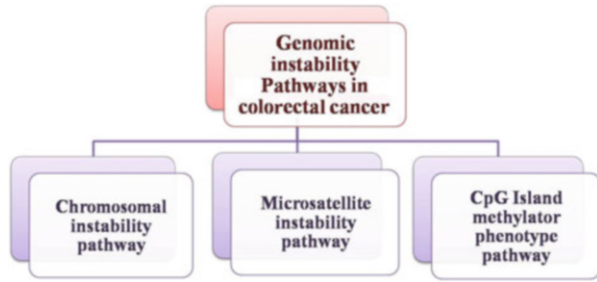 Genomic
instability
Pathways in
colorectal cancer
Chromosomal
instability
pathway
Microsatellite
instability
pathway
CpG Island
methylator
phenotype
pathway